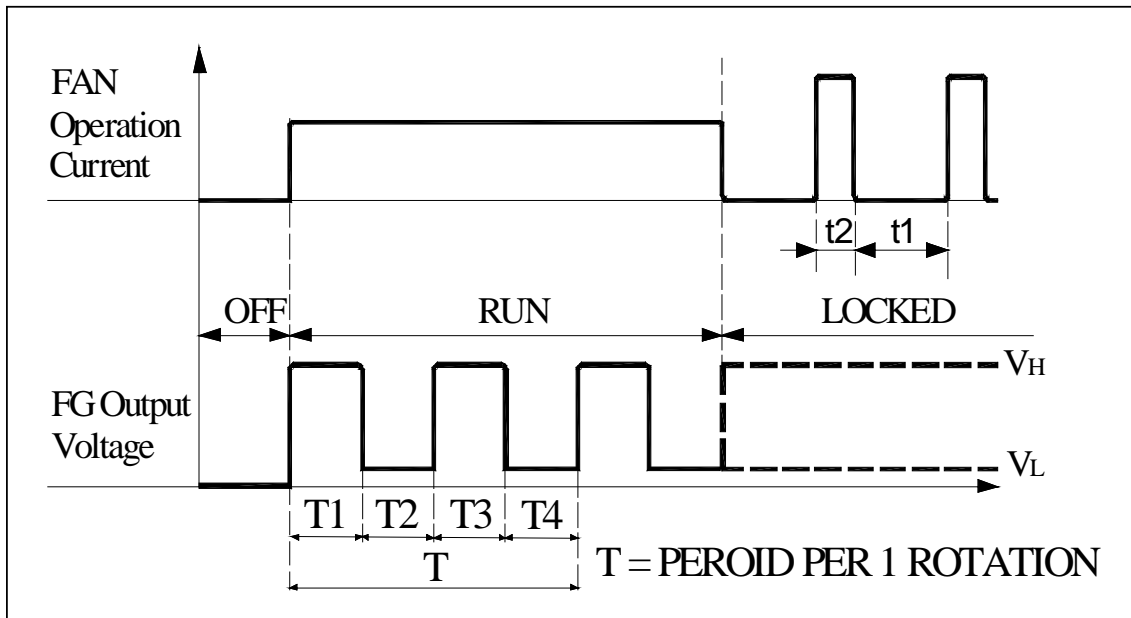 FAN
Operation
Current
t2 t1
OFF RUN LOCKED
VH
FG Output
Voltage
VL
T1 T2 T3 T4
T
T = PEROID PER 1 ROTATION